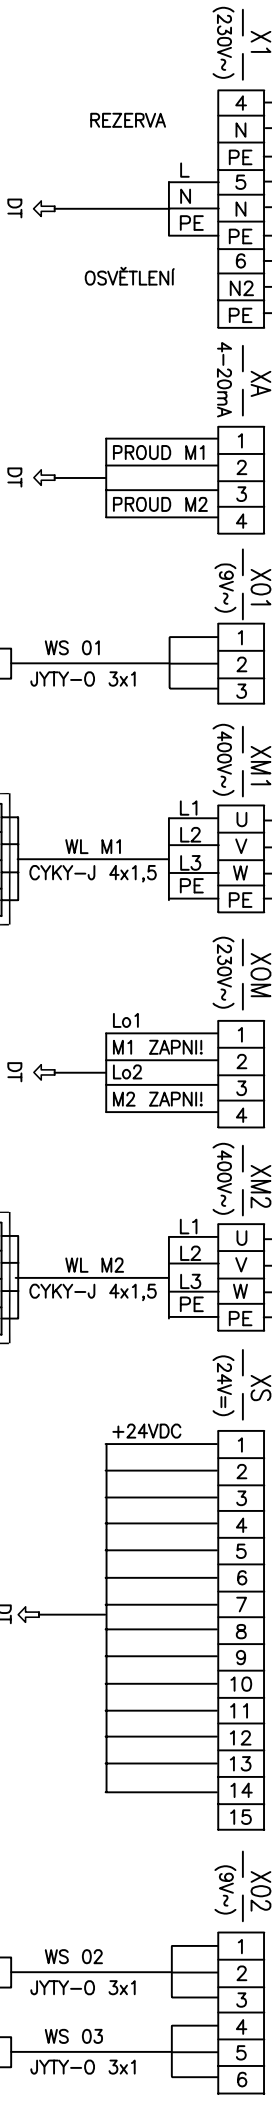 X1
(230V~)
4
N
PE
5
N
PE
6
N2
PE
REZERVA
L
N
PE
DT
OSVĚTLENÍ
XA
4-20mA
1
2
3
4
PROUD M1
PROUD M2
DT
X01
(9V~)
1
2
3
WS 01
JYTY-O 3x1
XM1
(400V~)
U
V
W
PE
L1
L2
L3
PE
WL M1
CYKY-J 4x1,5
XOM
(230V~)
1
2
3
4
Lo1
M1 ZAPNI!
Lo2
M2 ZAPNI!
DT
XM2
(400V~)
U
V
W
PE
L1
L2
L3
PE
WL M2
CYKY-J 4x1,5
XS
(24V=)
1
2
3
4
5
6
7
8
9
10
11
12
13
14
15
+24VDC
DT
X02
(9V~)
1
2
3
4
5
6
WS 02
JYTY-O 3x1
WS 03
JYTY-O 3x1